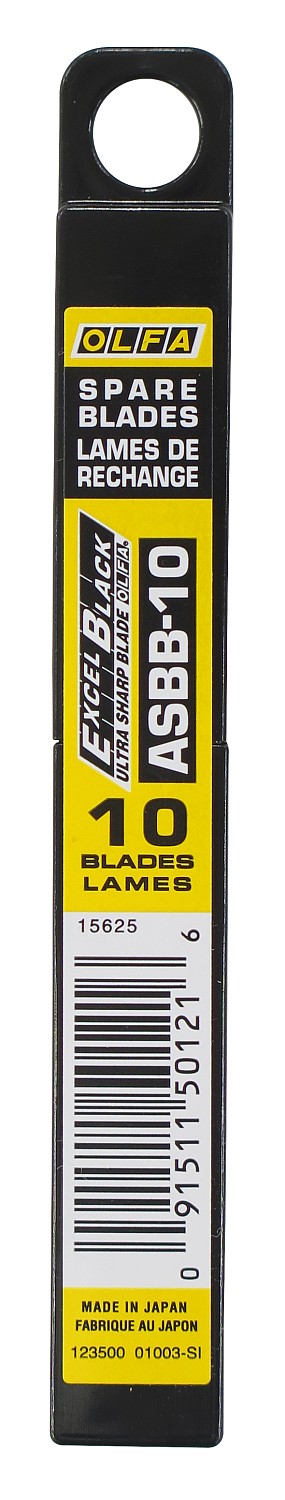 OLFA
SPARE
BLADES
LAMES DE
RECHANGE
EXCEL BLACK
ULTRA SHARP BLADE OLFA®
ASBB-10
10
BLADES
LAMES
15625
0 91511 50121 6
MADE IN JAPAN
FABRIQUE AU JAPON
123500 01003-SI